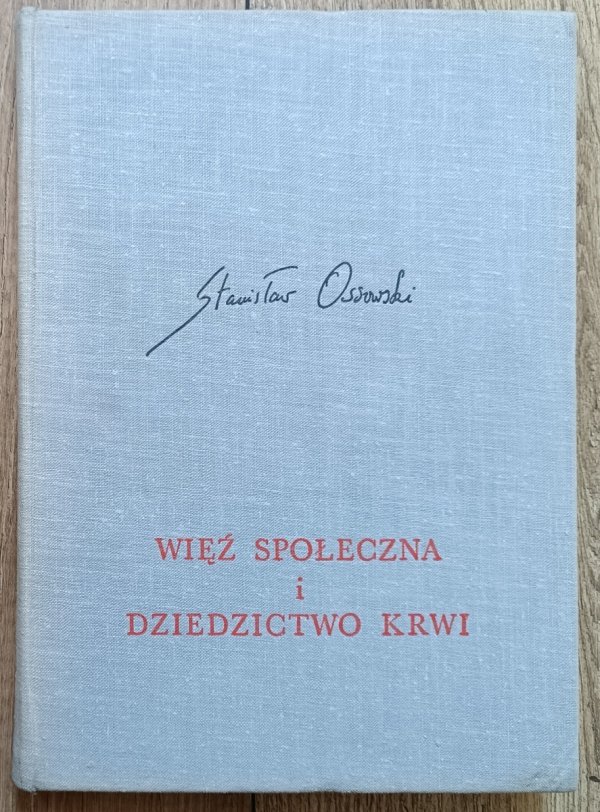 Stanisław Ossowski
WIĘŹ SPOŁECZNA
i
DZIEDZICTWO KRWI